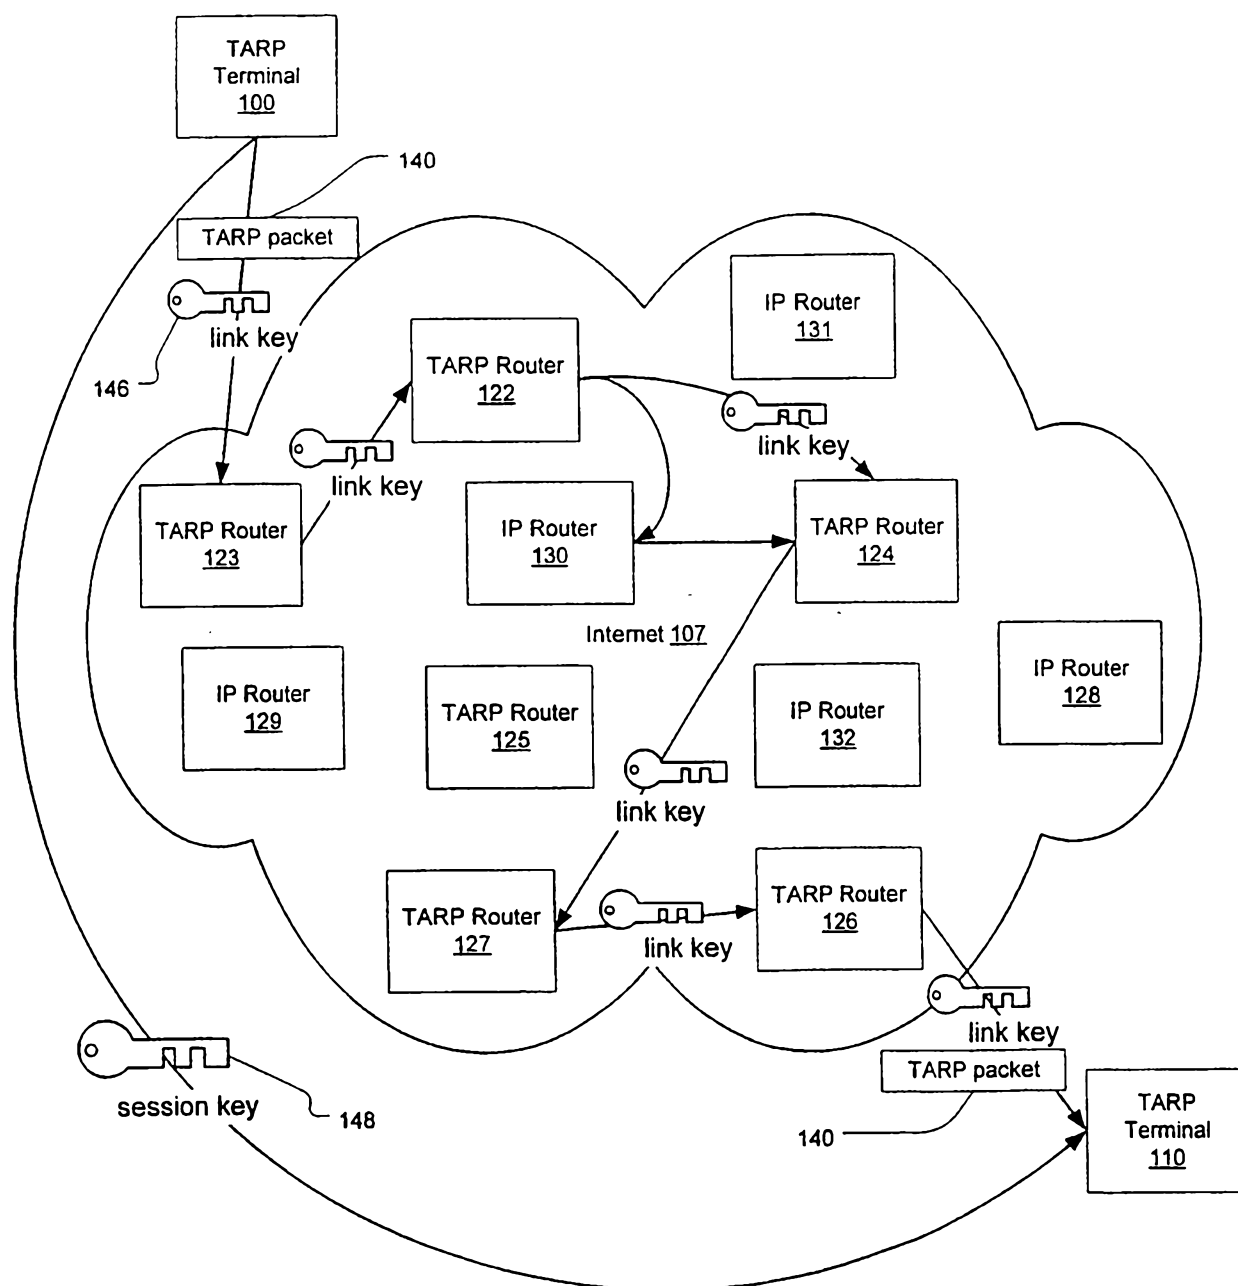 TARP
Terminal
100
140
TARP packet
link key
146
IP Router
131
TARP Router
122
link key
link key
TARP Router
123
IP Router
130
TARP Router
124
Internet 107
IP Router
129
TARP Router
125
IP Router
132
IP Router
128
link key
TARP Router
127
link key
TARP Router
126
link key
TARP packet
140
session key
148
TARP
Terminal
110